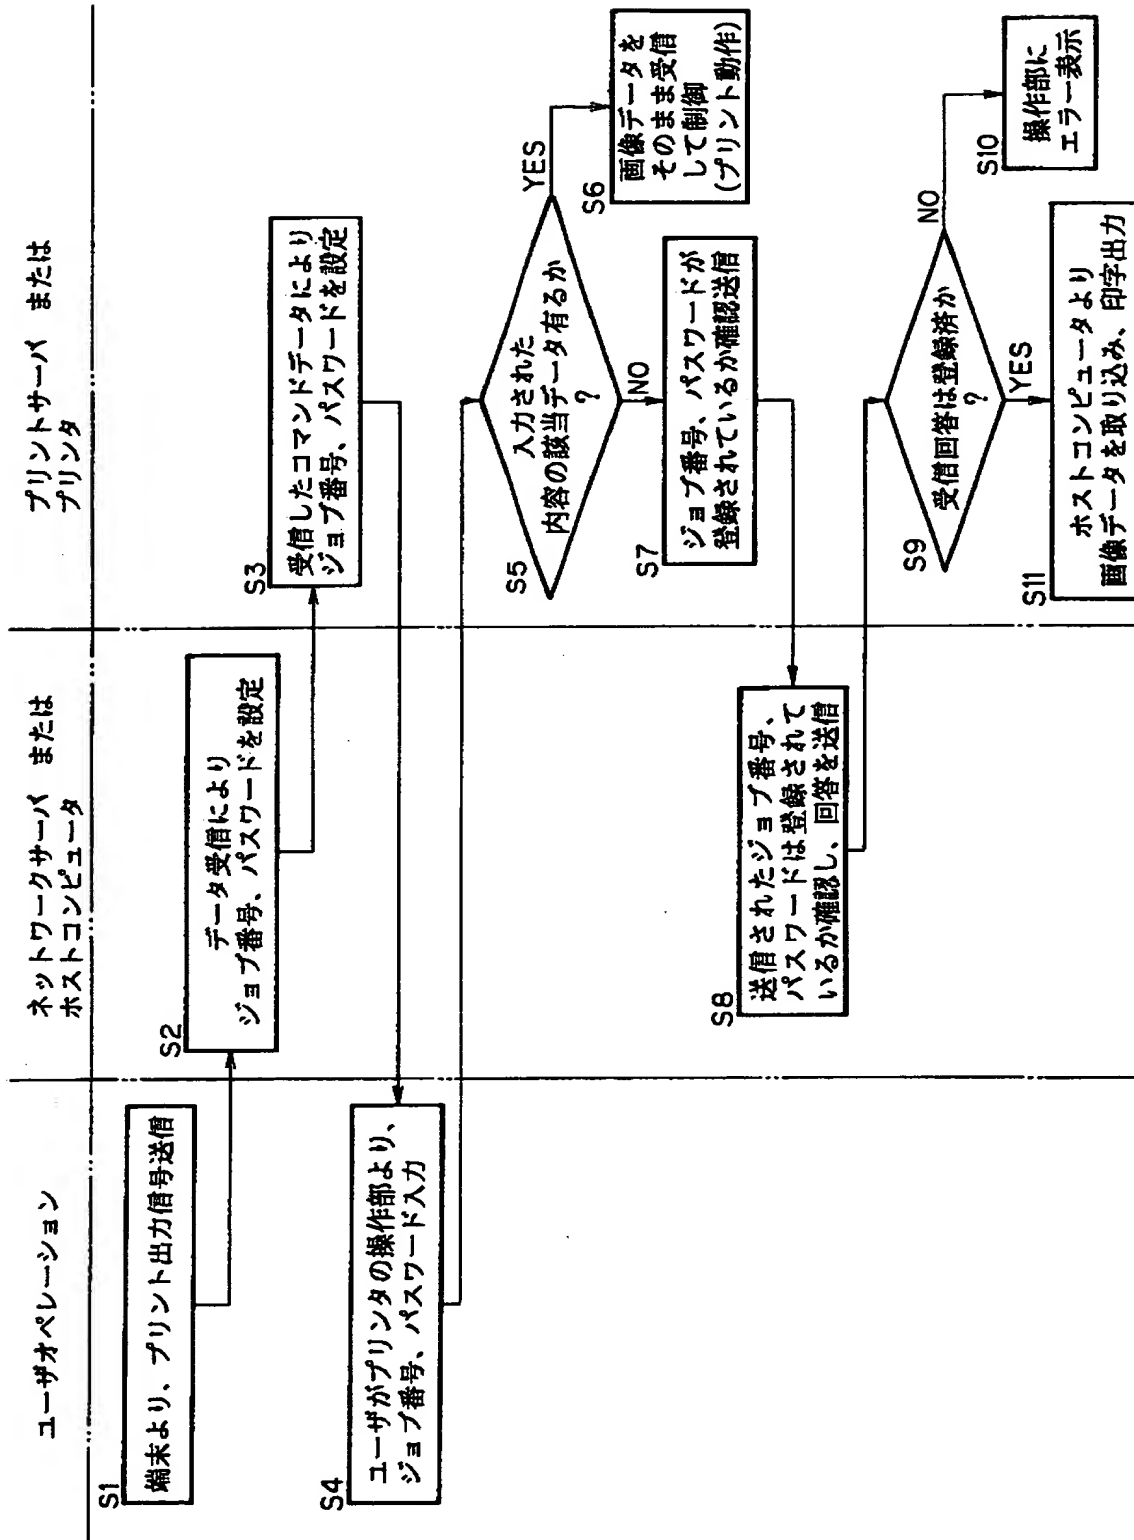 ユーザオペレーション
ネットワークサーバ または
ホストコンピュータ
プリントサーバ または
プリンタ
S1
端末より、プリント出力信号送信
S2
データ受信により
ジョブ番号、パスワードを設定
S3
受信したコマンドデータにより
ジョブ番号、パスワードを設定
S4
ユーザがプリンタの操作部より、
ジョブ番号、パスワード入力
S5
入力された
内容の該当データ有るか
?
YES
NO
S6
画像データを
そのまま受信
して制御
(プリント動作)
S7
ジョブ番号、パスワードが
登録されているか確認送信
S8
送信されたジョブ番号、
パスワードは登録されて
いるか確認し、回答を送信
S9
受信回答は登録済か
?
NO
YES
S10
操作部に
エラー表示
S11
ホストコンピュータより
画像データを取り込み、印字出力